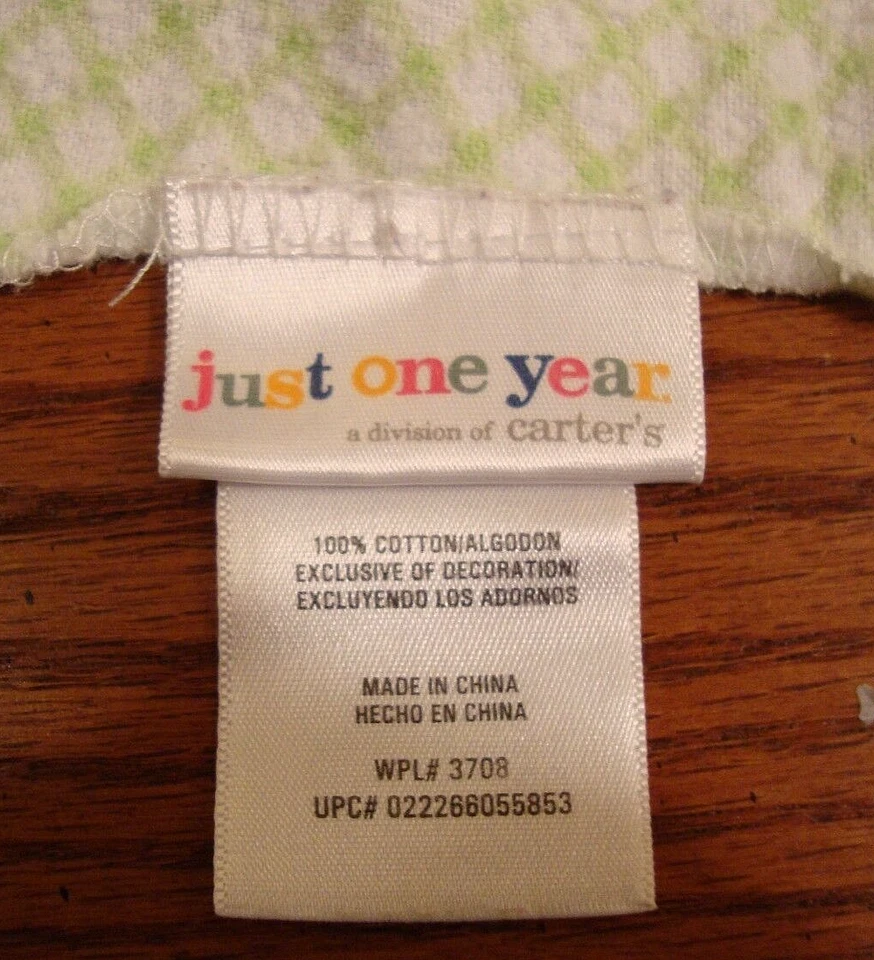 just one year
a division of carter's
100% COTTON/ALGODON
EXCLUSIVE OF DECORATION/
EXCLUYENDO LOS ADORNOS
MADE IN CHINA
HECHO EN CHINA
WPL# 3708
UPC# 022266055853